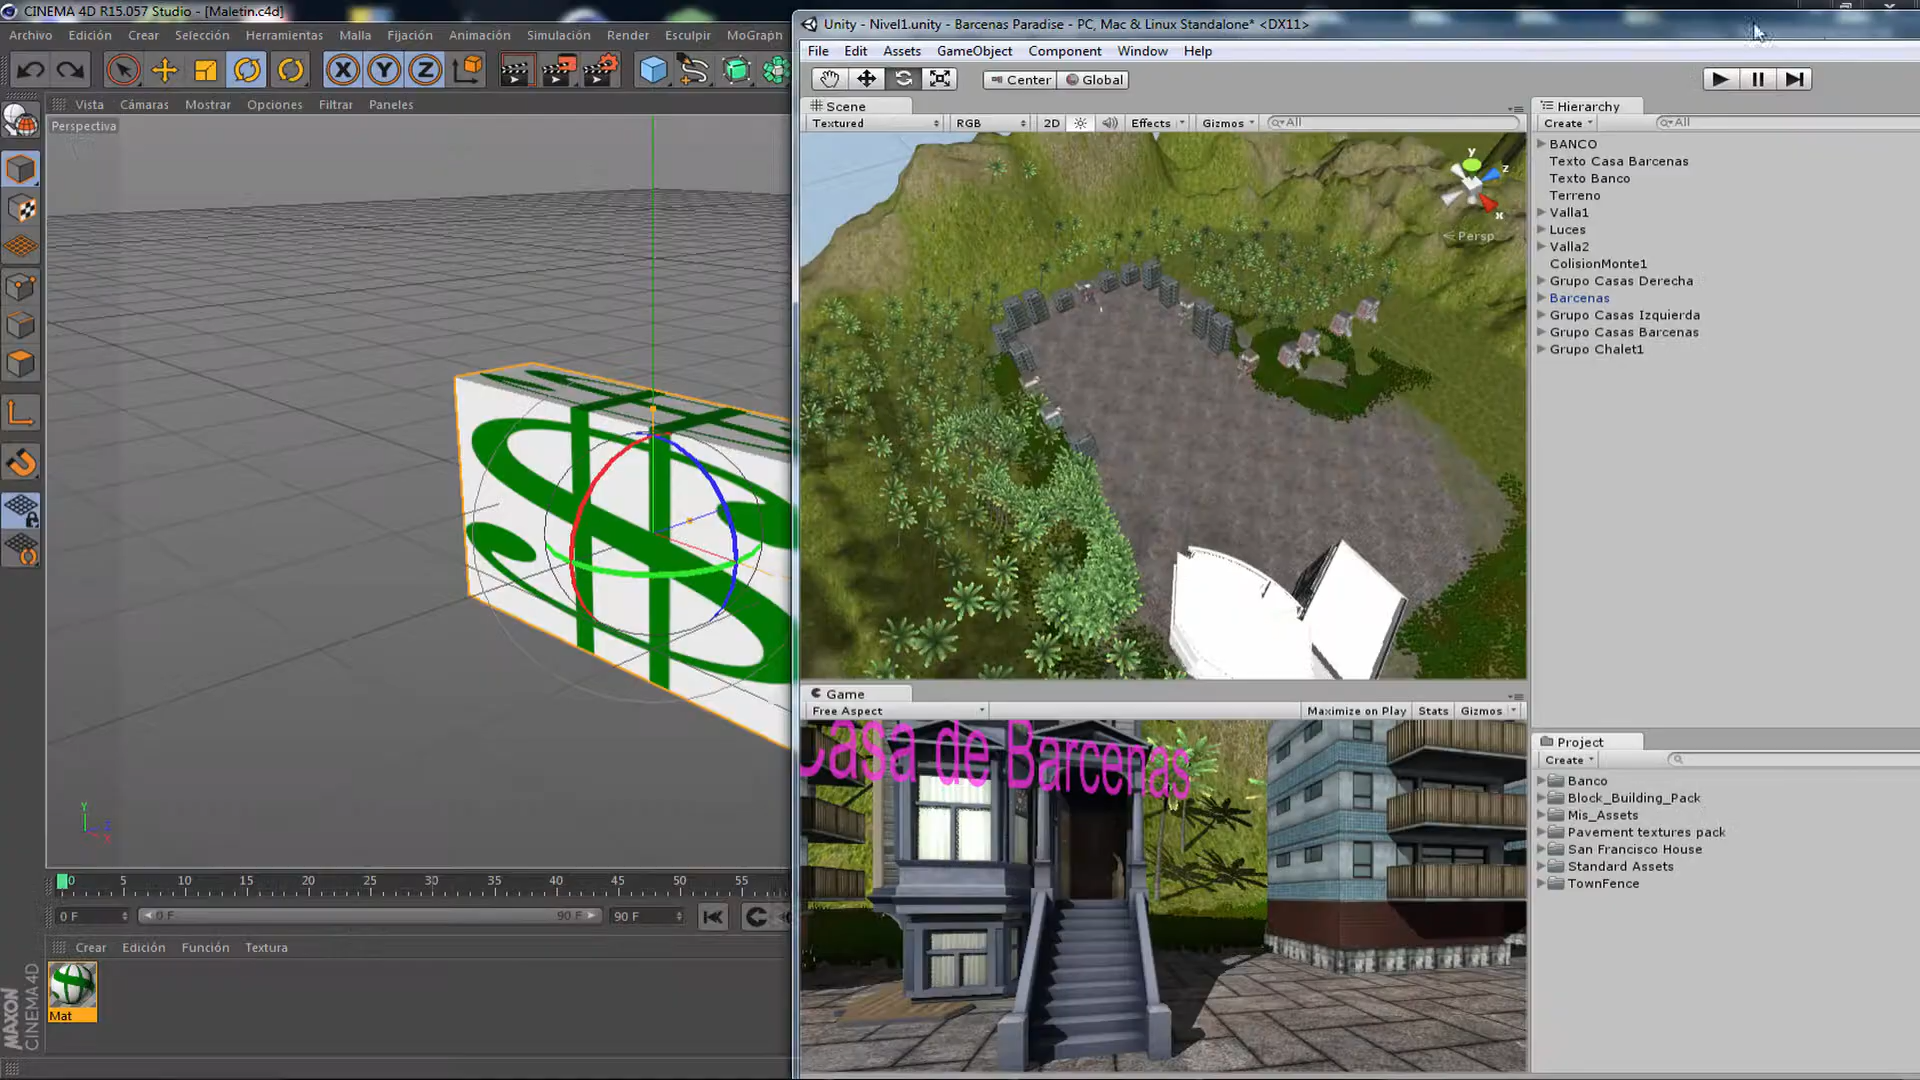 CINEMA 4D R15.057 Studio - [Maletin.c4d]
Archivo Edición Crear Selección Herramientas Malla Fijación Animación Simulación Render Esculpir MoGraph
X Y Z
Vista Cámaras Mostrar Opciones Filtrar Paneles
Perspectiva
Y
X
0 5 10 15 20 25 30 35 40 45 50 55
0 F 0 F 90 F 90 F
Crear Edición Función Textura
Mat
MAXON
CINEMA 4D
Unity - Nivel1.unity - Barcenas Paradise - PC, Mac & Linux Standalone* <DX11>
File Edit Assets GameObject Component Window Help
Center Global
Scene
Textured RGB 2D Effects Gizmos All
y
z
x
Persp
Game
Free Aspect Maximize on Play Stats Gizmos
Casa de Barcenas
Hierarchy
Create All
BANCO
Texto Casa Barcenas
Texto Banco
Terreno
Valla1
Luces
Valla2
ColisionMonte1
Grupo Casas Derecha
Barcenas
Grupo Casas Izquierda
Grupo Casas Barcenas
Grupo Chalet1
Project
Create
Banco
Block_Building_Pack
Mis_Assets
Pavement textures pack
San Francisco House
Standard Assets
TownFence